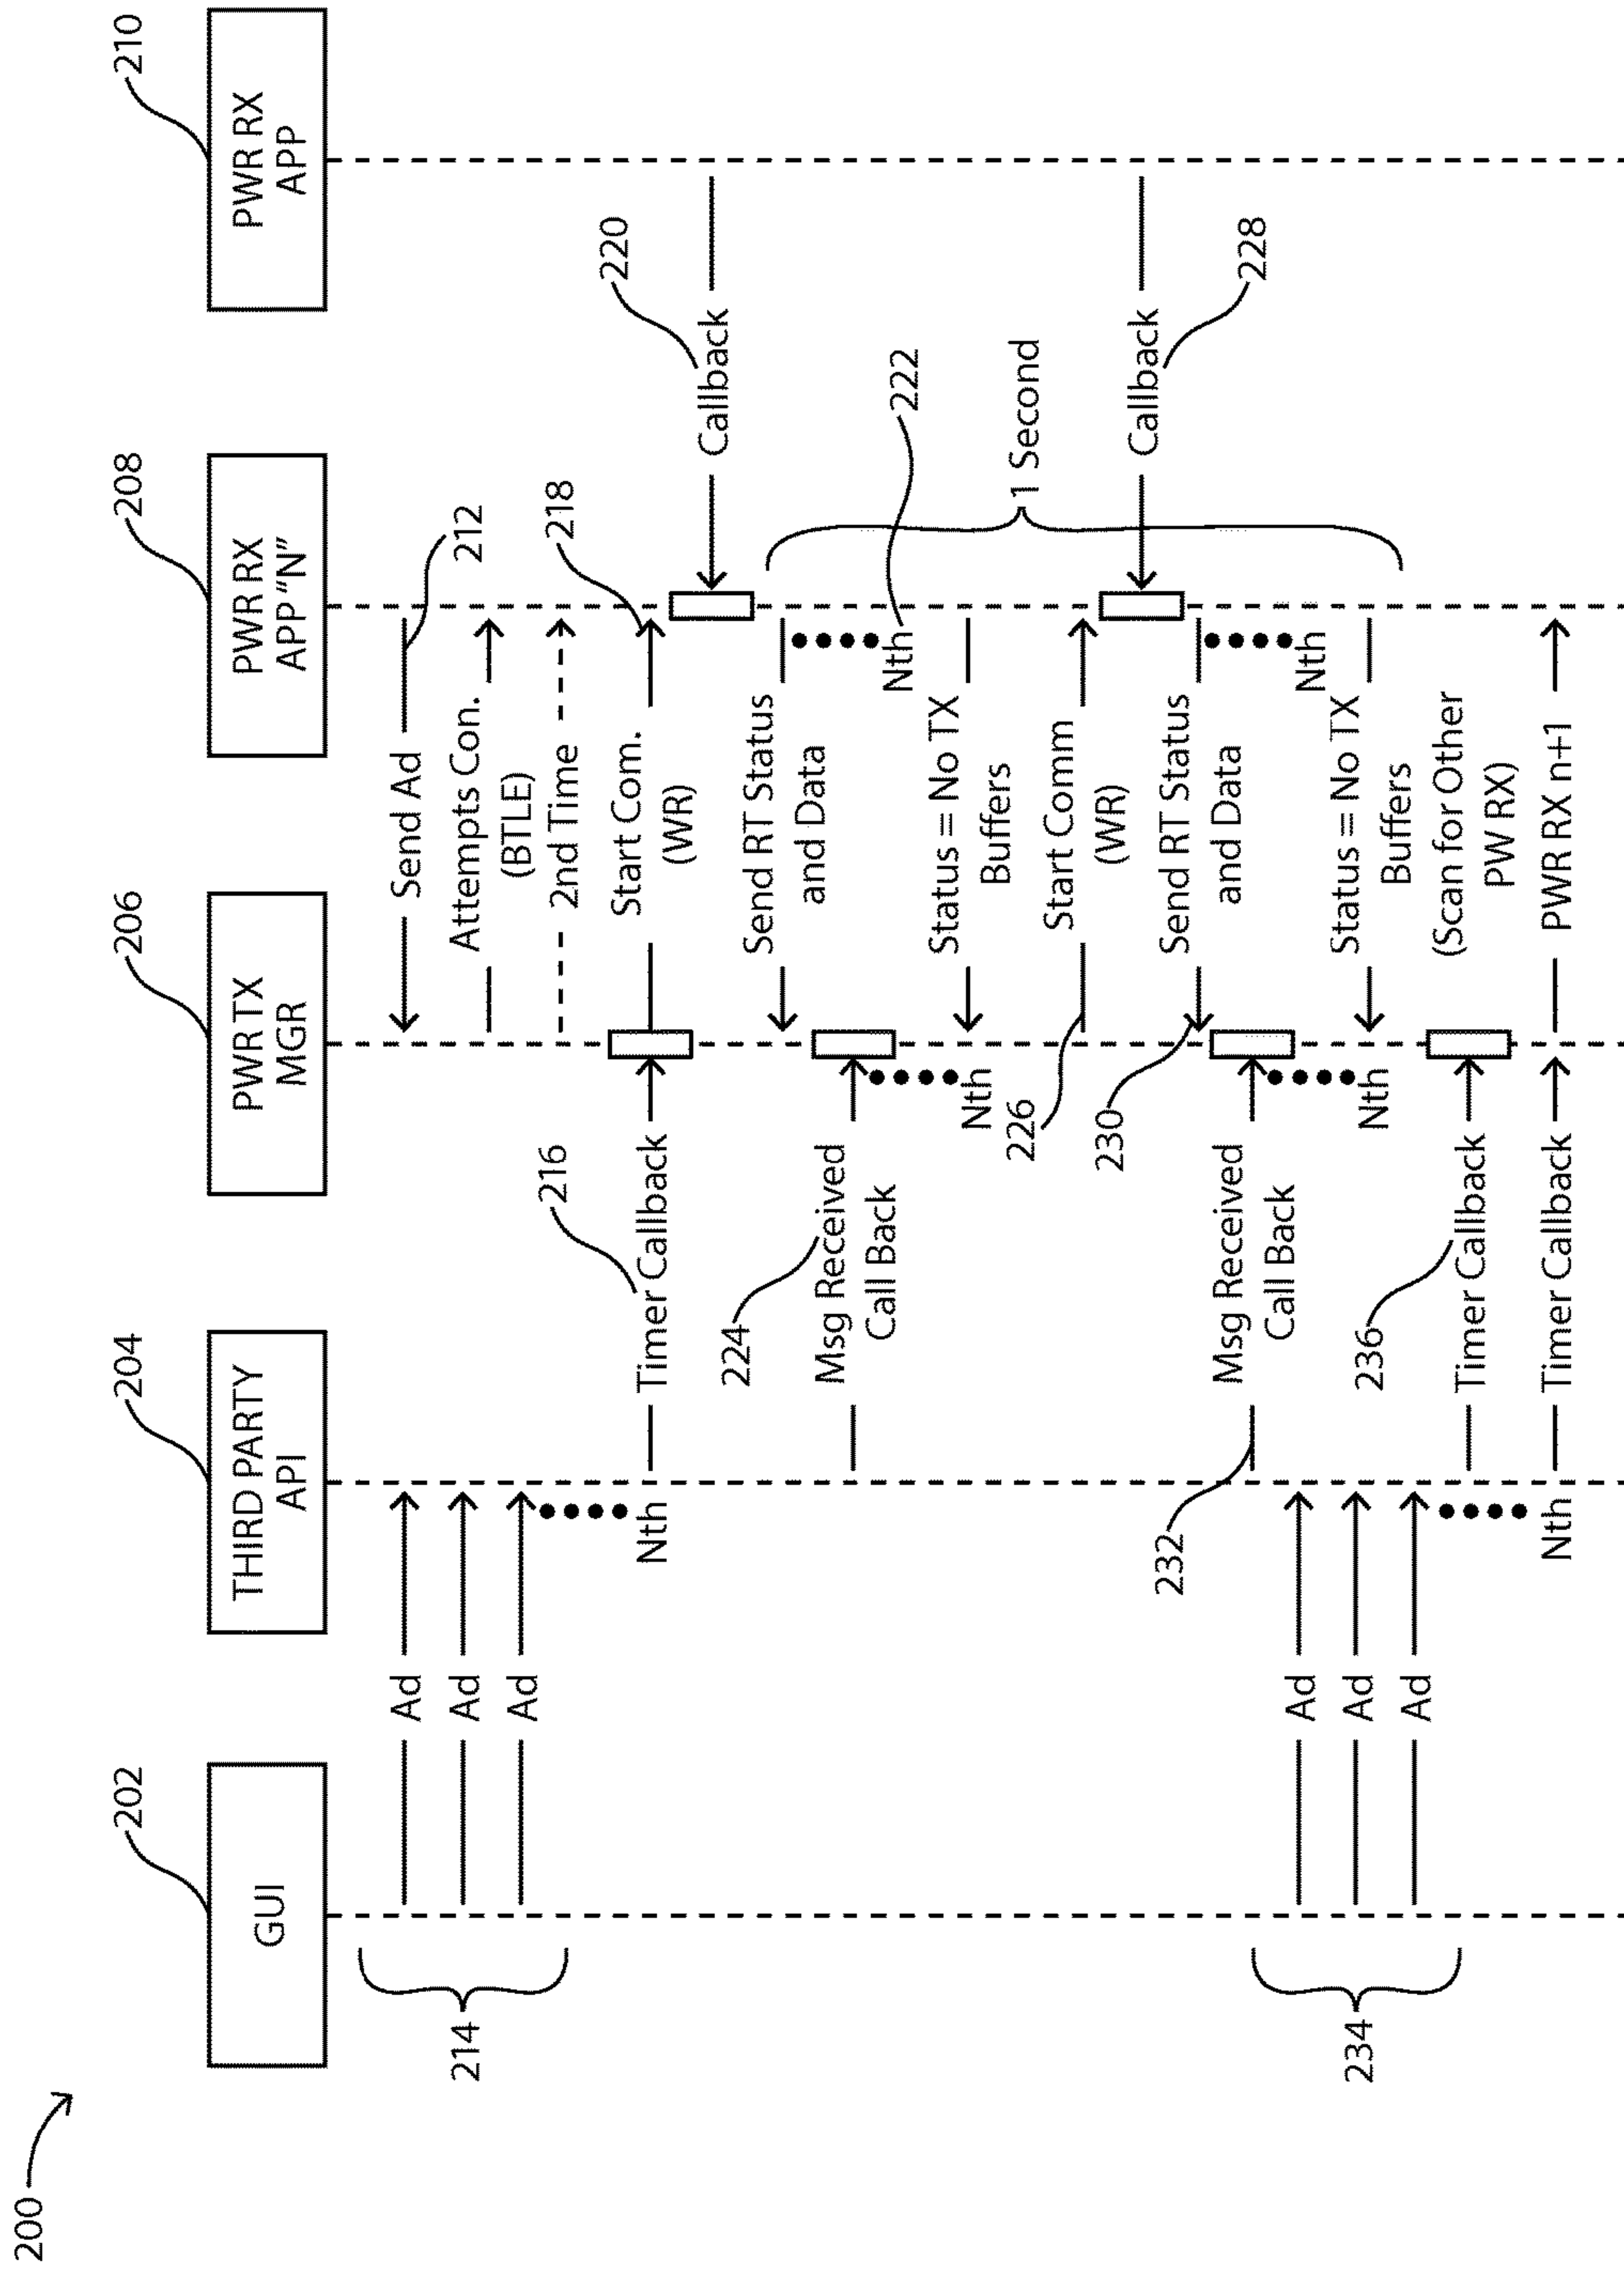 200
202
204
206
208
210
GUI
THIRD PARTY
API
PWR TX
MGR
PWR RX
APP "N"
PWR RX
APP
214
Ad
Ad
Ad
Nth
Send Ad
212
Attempts Con.
(BTLE)
2nd Time
216
Timer Callback
Start Com.
(WR)
218
220
Callback
224
Msg Received
Call Back
Nth
Send RT Status
and Data
Nth
222
Status = No TX
Buffers
1 Second
226
Start Comm
(WR)
Callback
228
230
Send RT Status
and Data
Nth
232
Msg Received
Call Back
Nth
Status = No TX
Buffers
234
Ad
Ad
Ad
Nth
236
Timer Callback
(Scan for Other
PW RX)
Timer Callback
PWR RX n+1